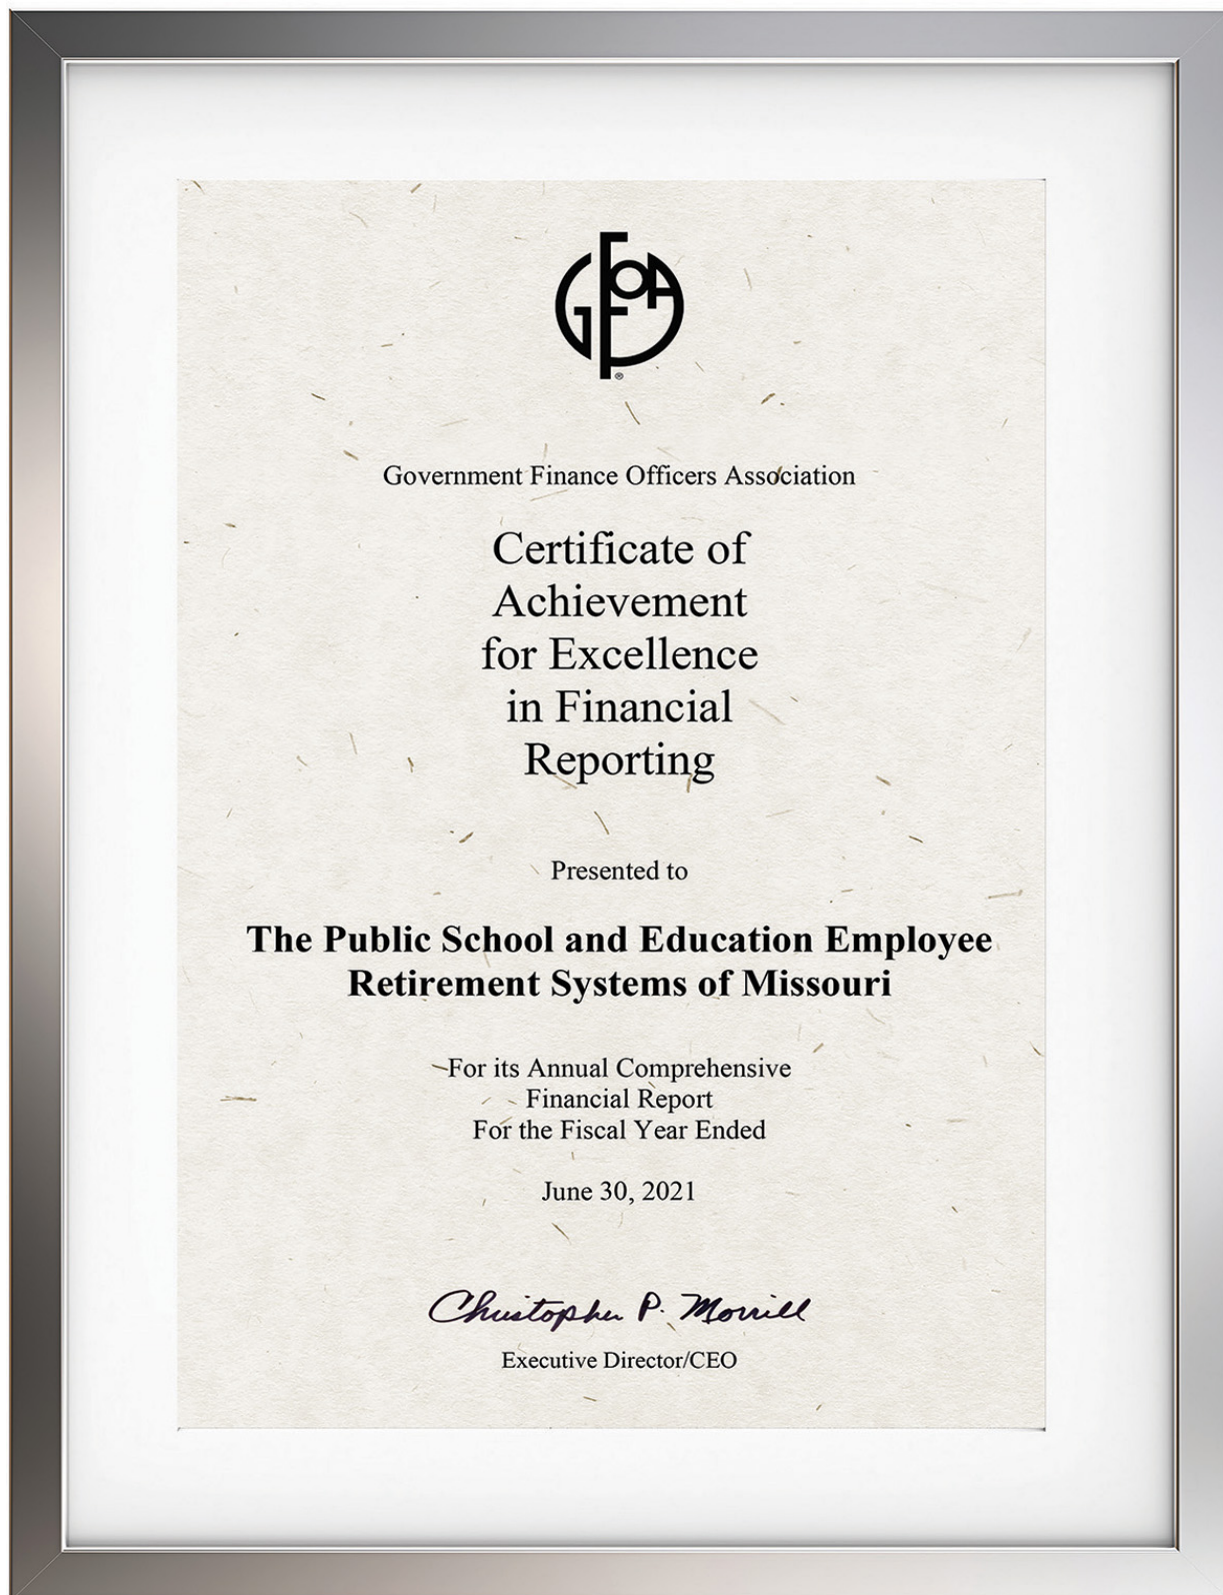 GFOA
®
Government Finance Officers Association
Certificate of
Achievement
for Excellence
in Financial
Reporting
Presented to
The Public School and Education Employee
Retirement Systems of Missouri
For its Annual Comprehensive
Financial Report
For the Fiscal Year Ended
June 30, 2021
Christopher P. Morrill
Executive Director/CEO